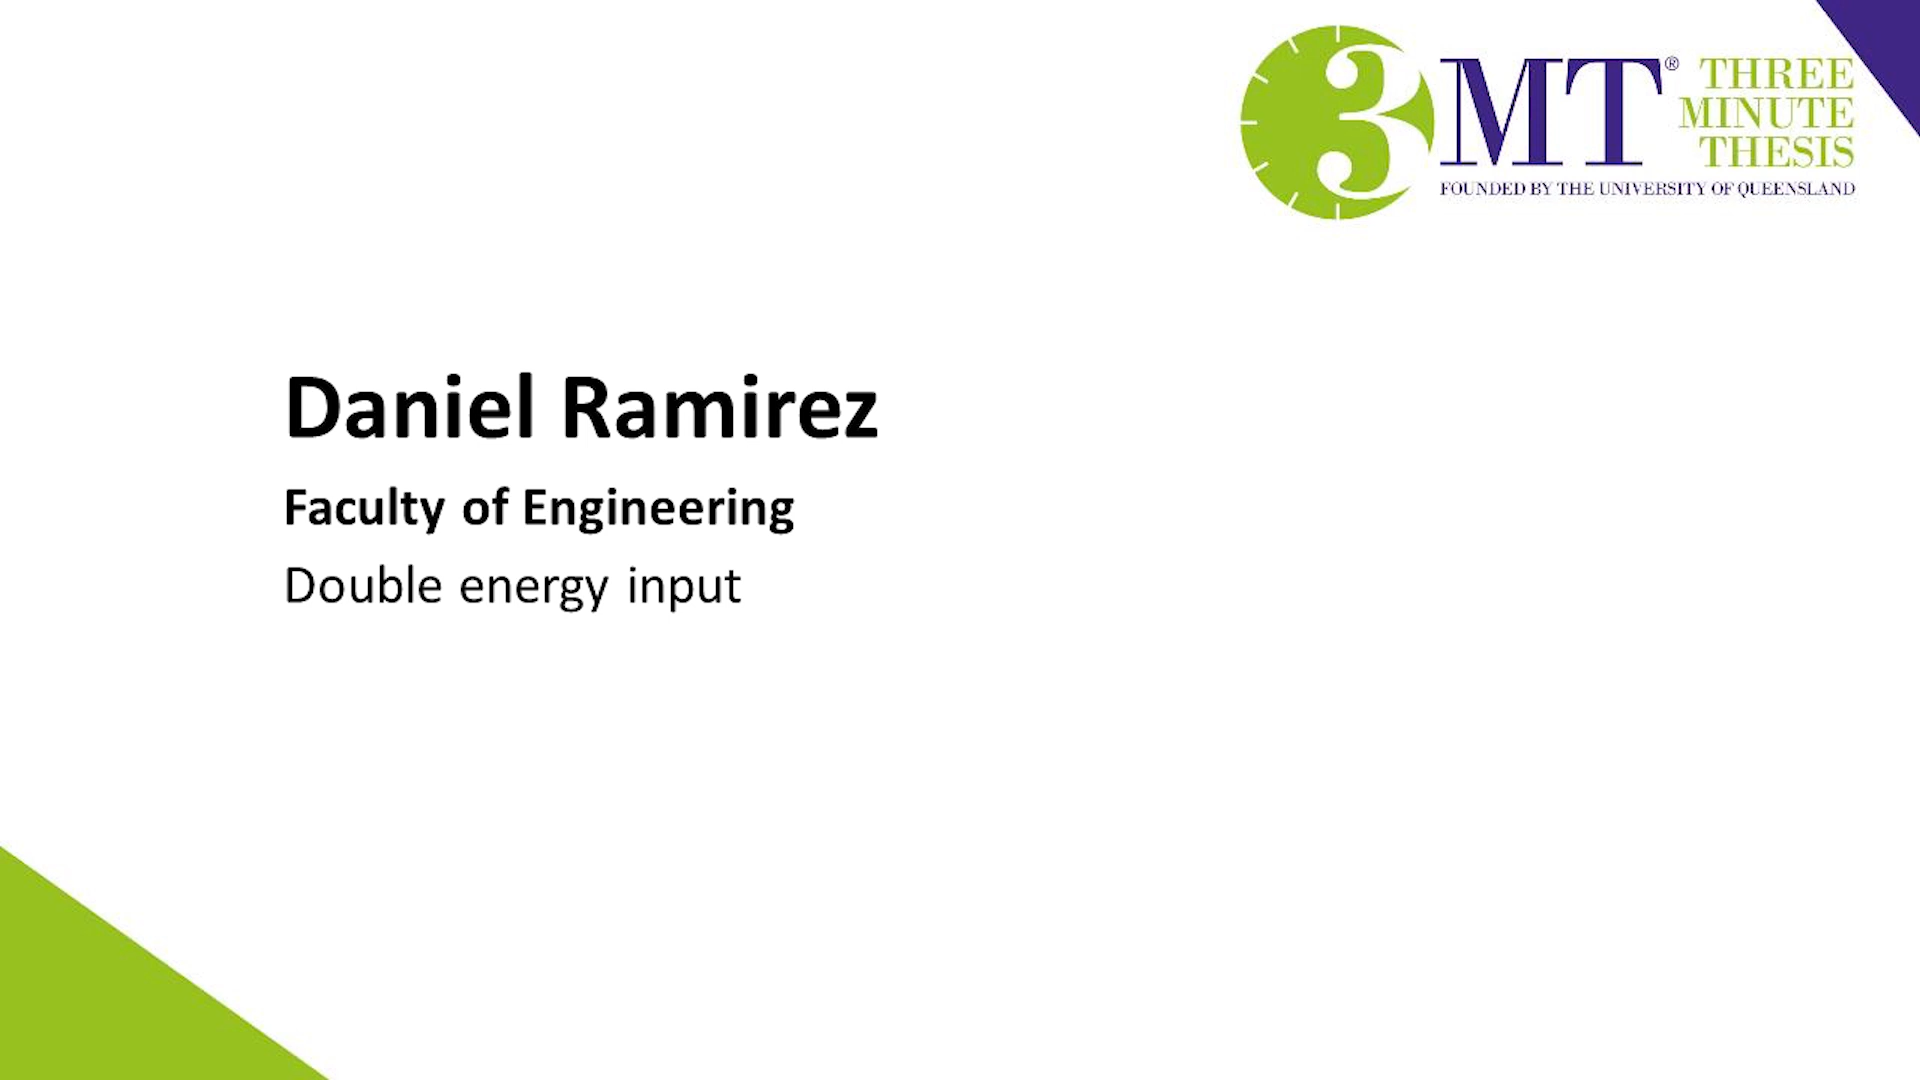 3MT® THREE
MINUTE
THESIS
FOUNDED BY THE UNIVERSITY OF QUEENSLAND
Daniel Ramirez
Faculty of Engineering
Double energy input